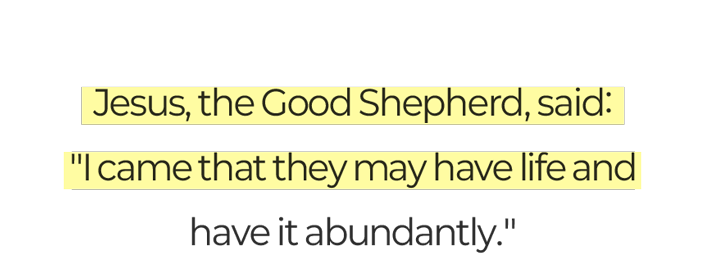 Jesus, the Good Shepherd, said:
"I came that they may have life and
have it abundantly."